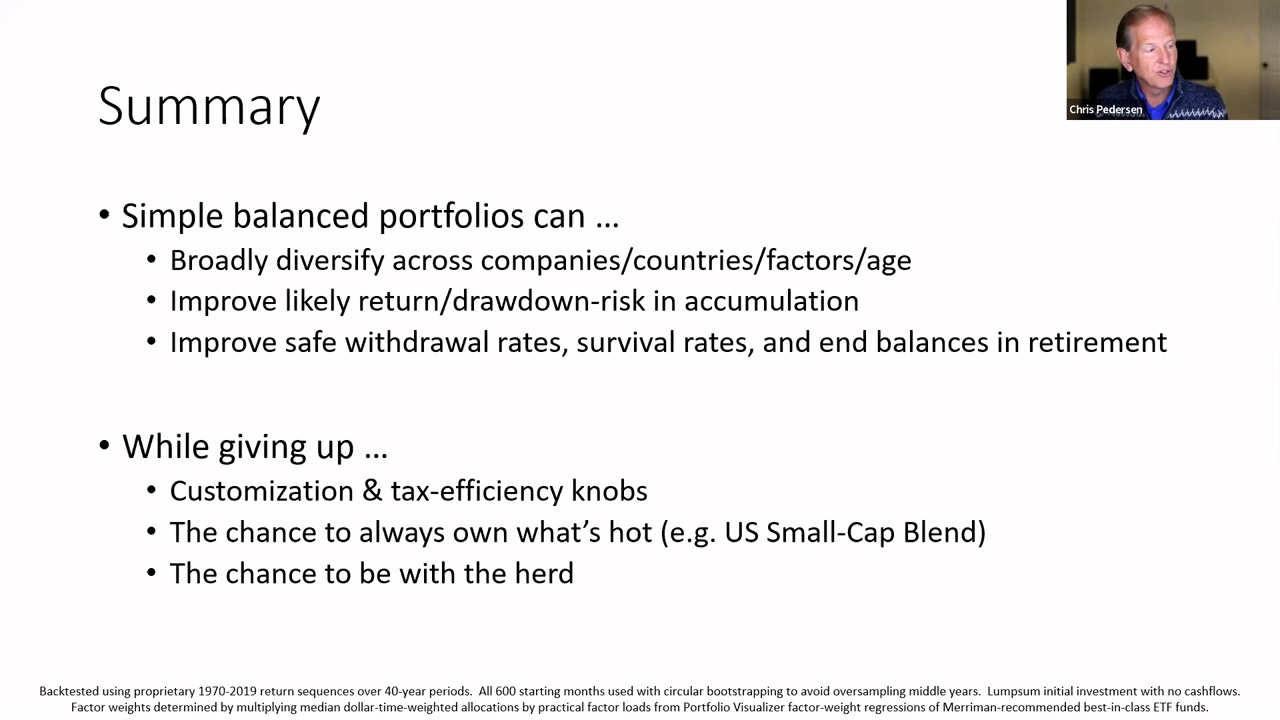 Chris Pedersen
Summary
• Simple balanced portfolios can …
• Broadly diversify across companies/countries/factors/age
• Improve likely return/drawdown-risk in accumulation
• Improve safe withdrawal rates, survival rates, and end balances in retirement
• While giving up …
• Customization & tax-efficiency knobs
• The chance to always own what’s hot (e.g. US Small-Cap Blend)
• The chance to be with the herd
Backtested using proprietary 1970-2019 return sequences over 40-year periods.  All 600 starting months used with circular bootstrapping to avoid oversampling middle years.  Lumpsum initial investment with no cashflows.
Factor weights determined by multiplying median dollar-time-weighted allocations by practical factor loads from Portfolio Visualizer factor-weight regressions of Merriman-recommended best-in-class ETF funds.